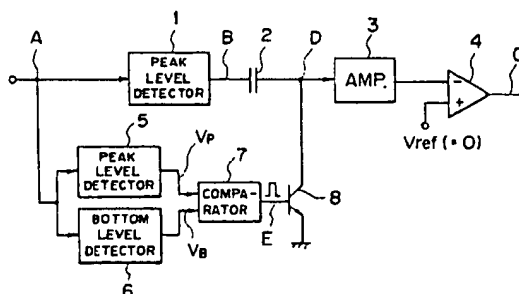 A
1
PEAK
LEVEL
DETECTOR
B
2
D
3
AMP.
4
−
+
C
Vref (= 0)
5
PEAK
LEVEL
DETECTOR
VP
7
COMPA-
RATOR
8
E
BOTTOM
LEVEL
DETECTOR
VB
6